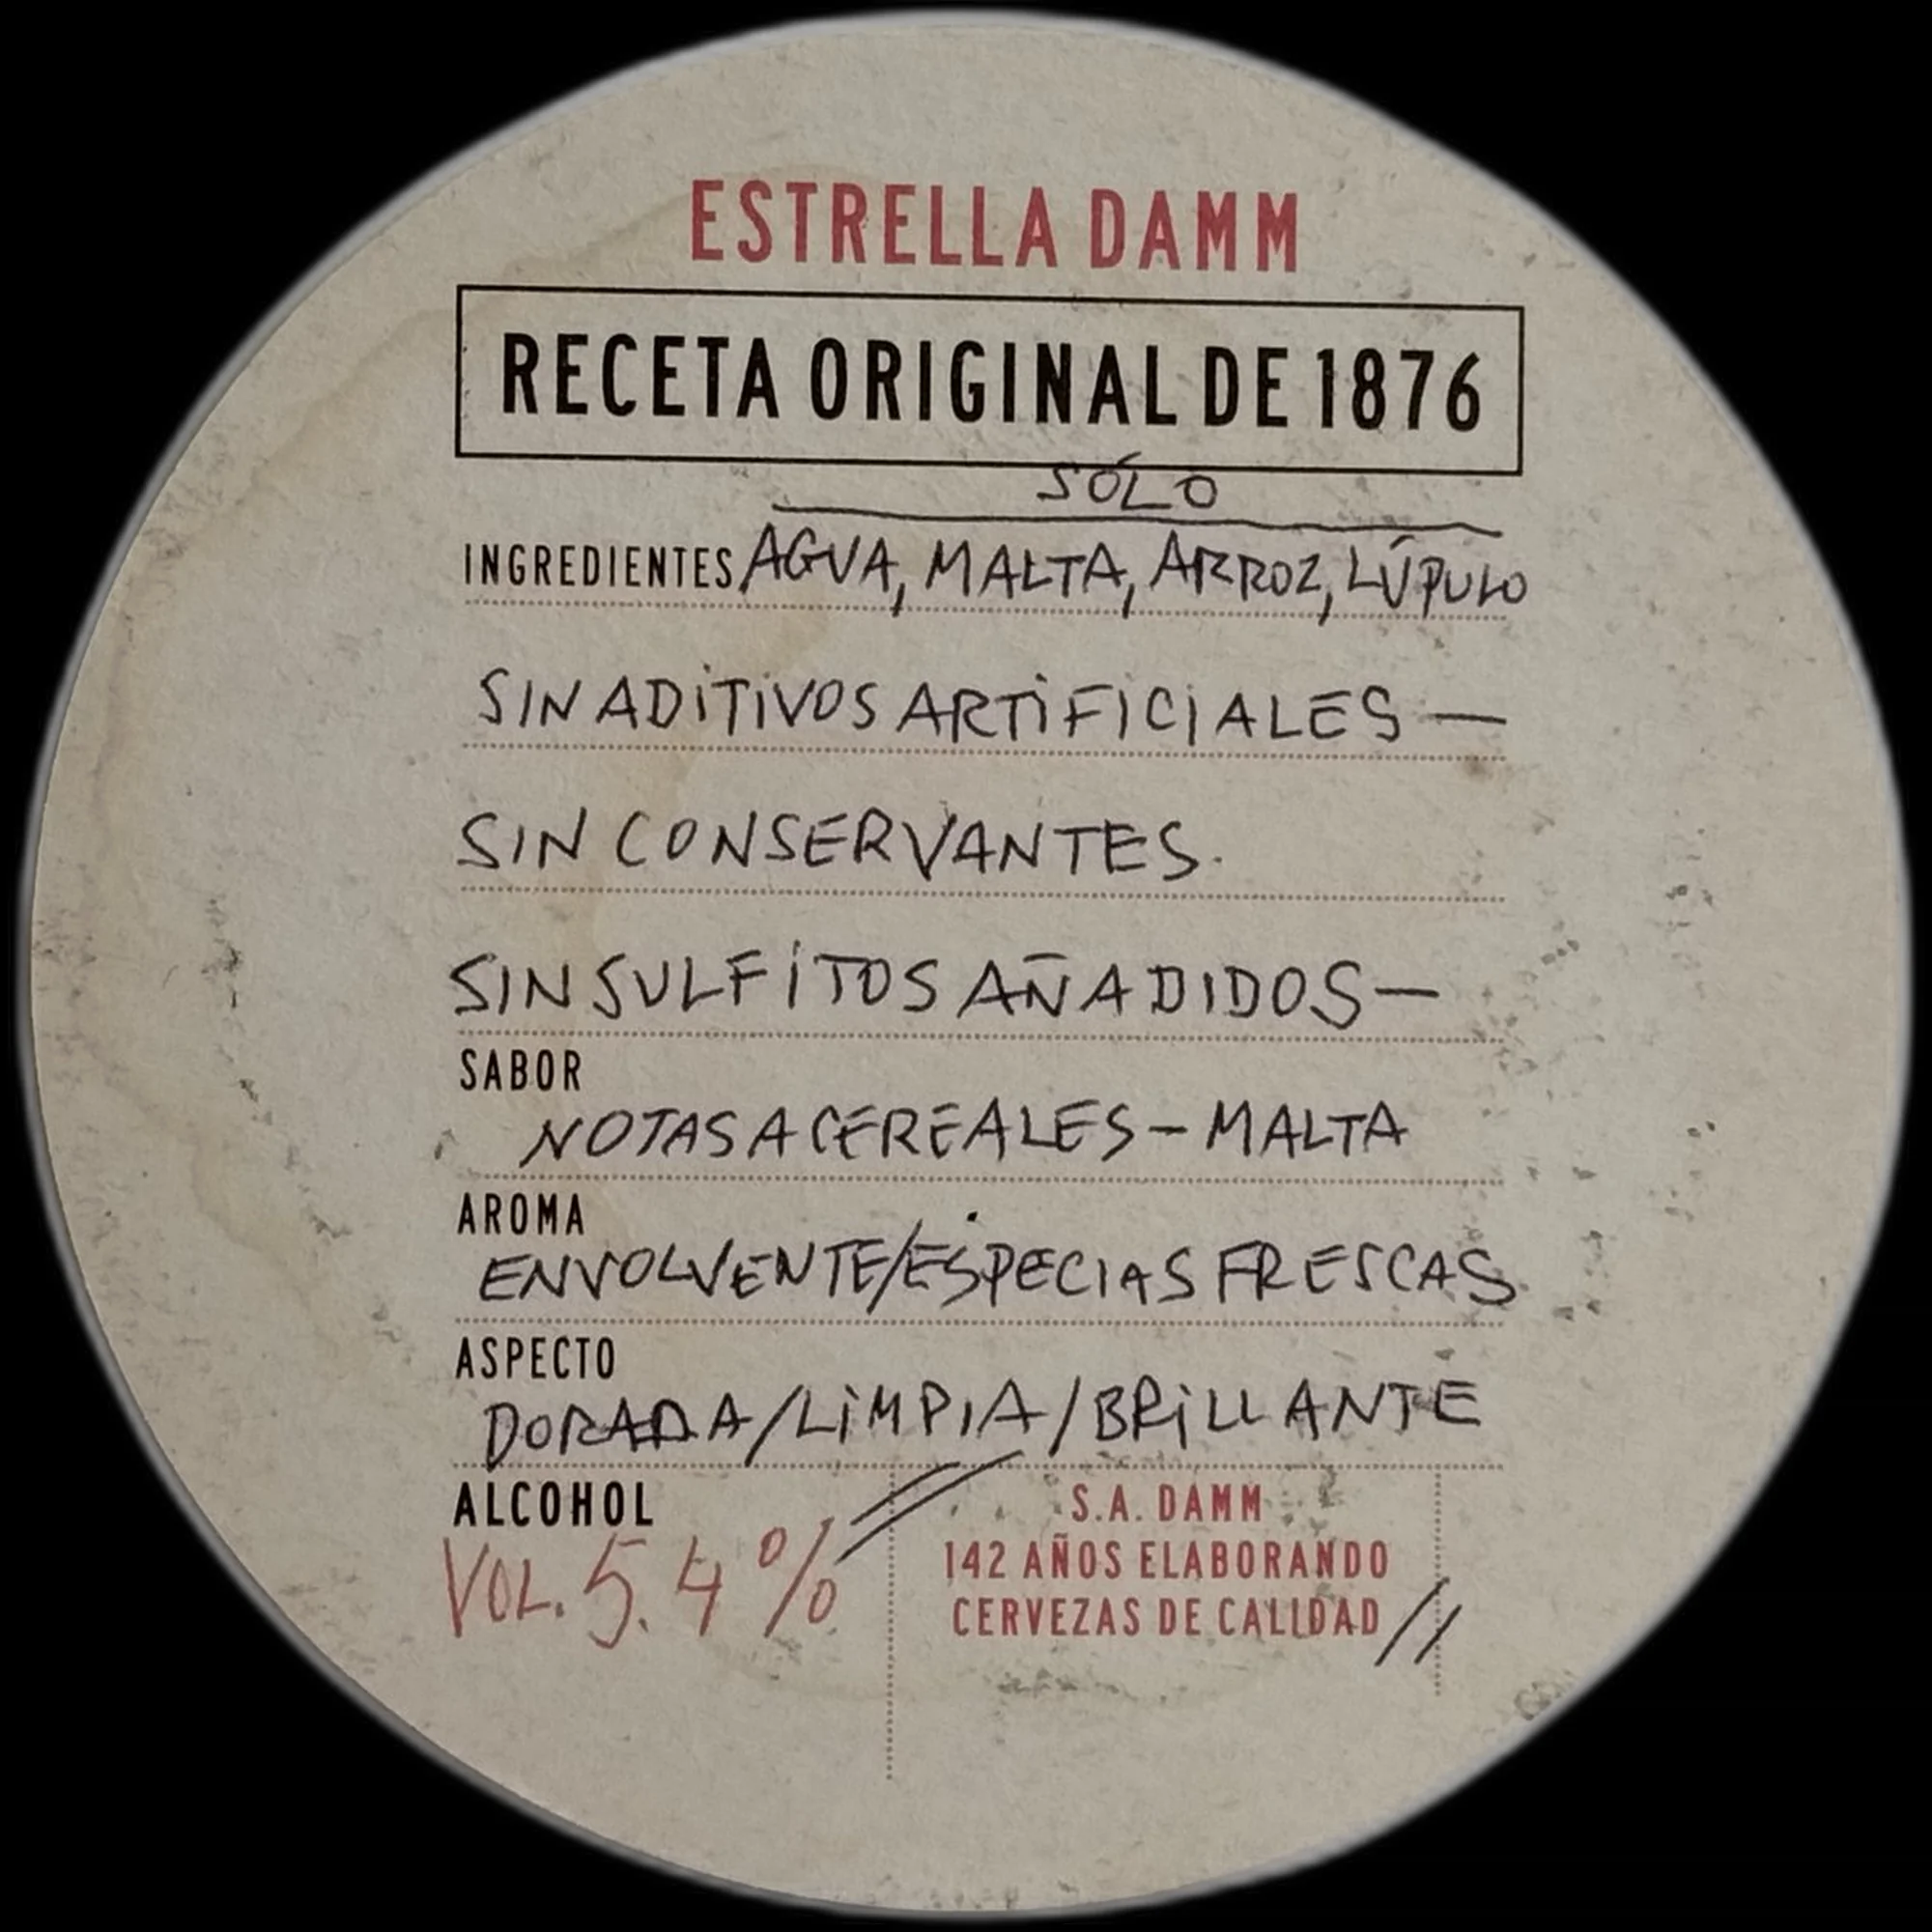 ESTRELLA DAMM
RECETA ORIGINAL DE 1876
SÓLO
INGREDIENTES AGUA, MALTA, ARROZ, LÚPULO
SIN ADITIVOS ARTIFICIALES —
SIN CONSERVANTES.
SIN SULFITOS AÑADIDOS —
SABOR
NOTAS A CEREALES - MALTA
AROMA
ENVOLVENTE/ESPECIAS FRESCAS
ASPECTO
DORADA/LIMPIA/BRILLANTE
ALCOHOL
VOL. 5.4%
S.A. DAMM
142 AÑOS ELABORANDO
CERVEZAS DE CALIDAD